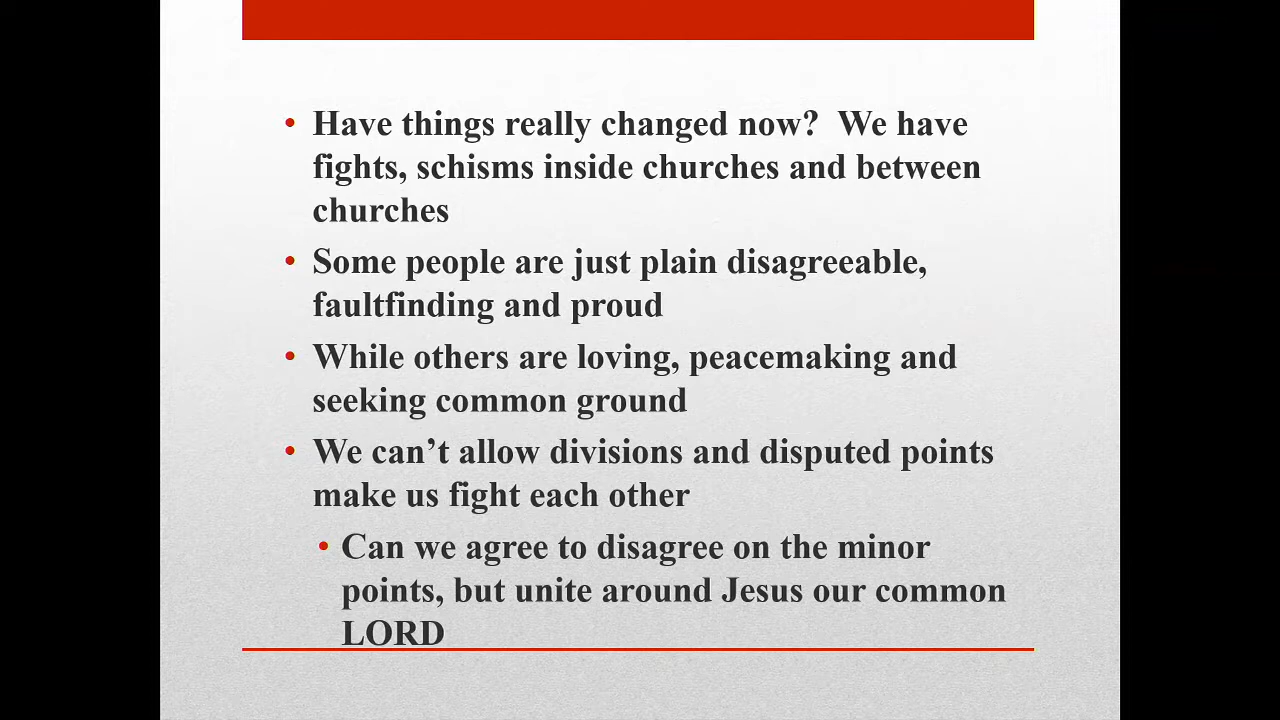 • Have things really changed now?  We have
fights, schisms inside churches and between
churches
• Some people are just plain disagreeable,
faultfinding and proud
• While others are loving, peacemaking and
seeking common ground
• We can’t allow divisions and disputed points
make us fight each other
• Can we agree to disagree on the minor
points, but unite around Jesus our common
LORD